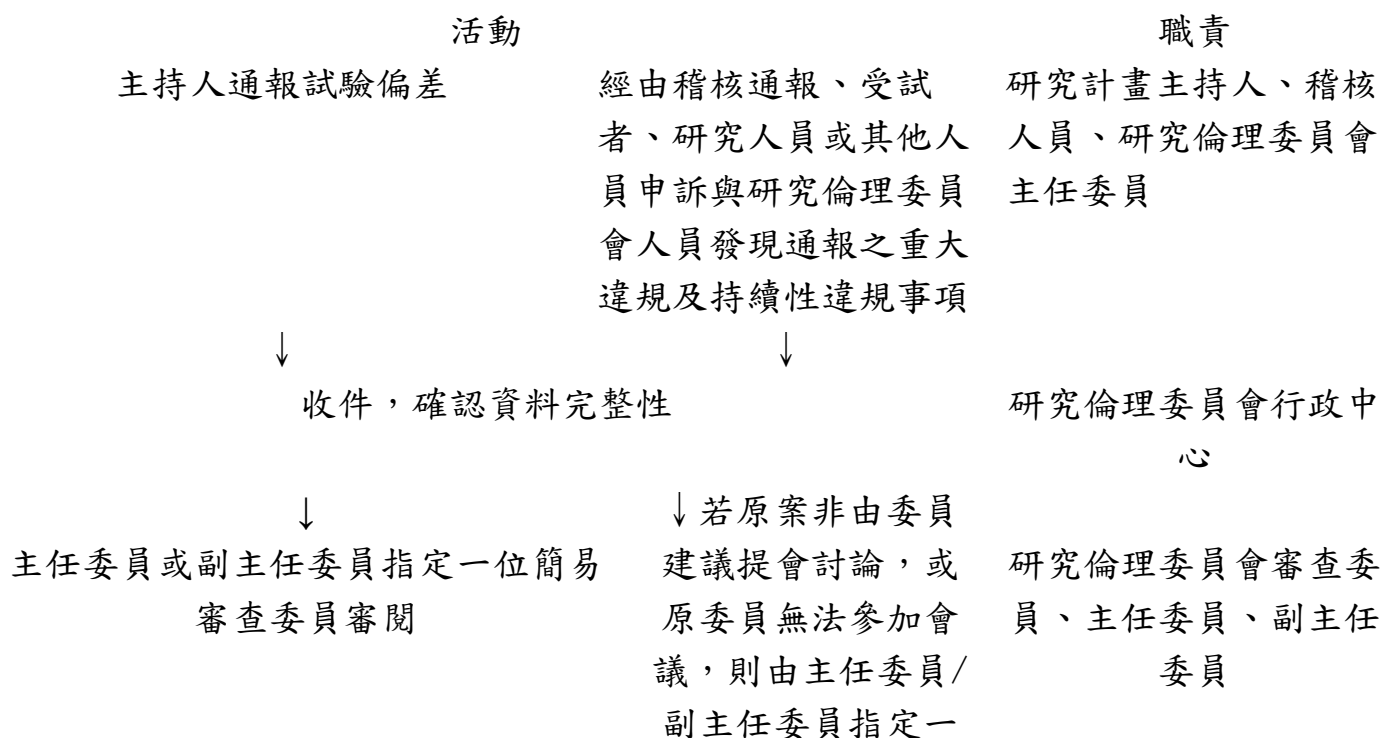 活動 職責
主持人通報試驗偏差 經由稽核通報、受試 研究計畫主持人、稽核
者、研究人員或其他人 人員、研究倫理委員會
員申訴與研究倫理委員 主任委員
會人員發現通報之重大
違規及持續性違規事項
↓ ↓
收件，確認資料完整性 研究倫理委員會行政中
心
↓ ↓若原案非由委員
主任委員或副主任委員指定一位簡易 建議提會討論，或 研究倫理委員會審查委
審查委員審閱 原委員無法參加會 員、主任委員、副主任
議，則由主任委員/ 委員
副主任委員指定一